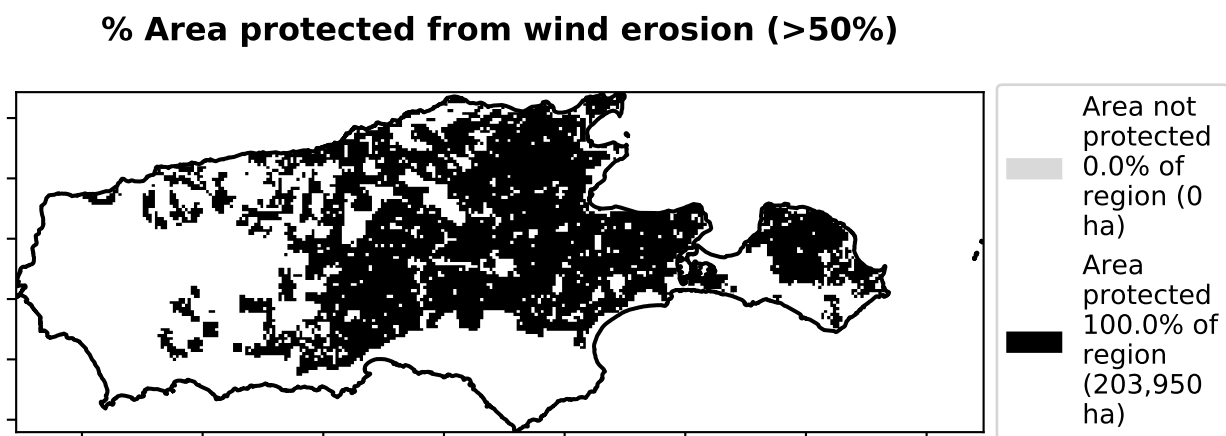 % Area protected from wind erosion (>50%)
Area not
protected
0.0% of
region (0
ha)
Area
protected
100.0% of
region
(203,950
ha)